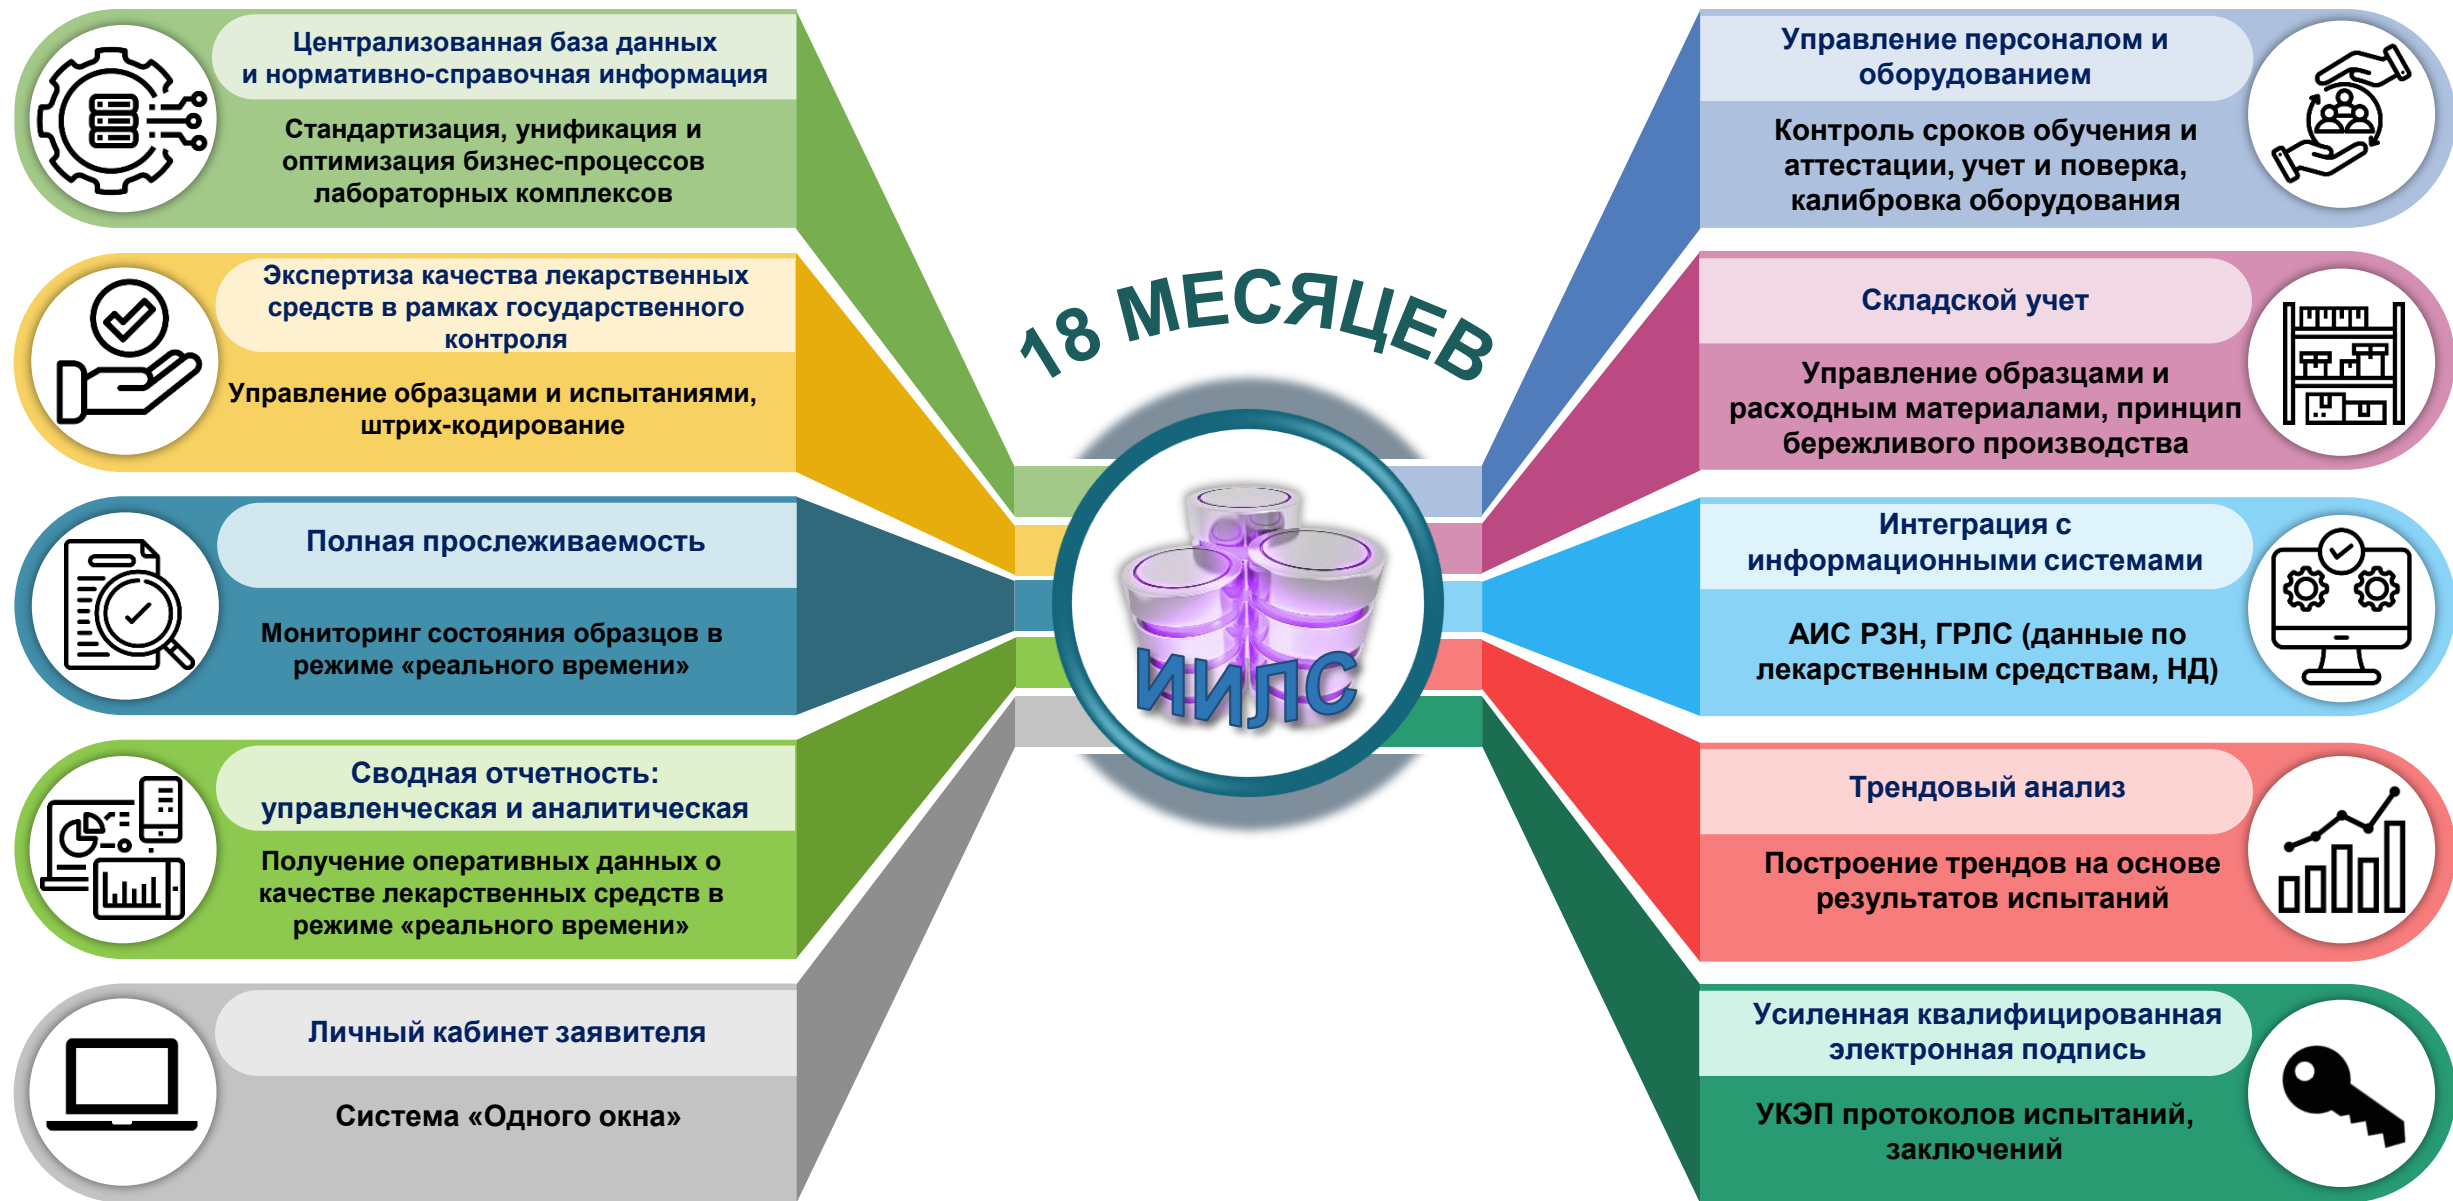 Централизованная база данных
и нормативно-справочная информация
Стандартизация, унификация и
оптимизация бизнес-процессов
лабораторных комплексов
Экспертиза качества лекарственных
средств в рамках государственного
контроля
Управление образцами и испытаниями,
штрих-кодирование
Полная прослеживаемость
Мониторинг состояния образцов в
режиме «реального времени»
Сводная отчетность:
управленческая и аналитическая
Получение оперативных данных о
качестве лекарственных средств в
режиме «реального времени»
Личный кабинет заявителя
Система «Одного окна»
18 МЕСЯЦЕВ
ИИЛС
Управление персоналом и
оборудованием
Контроль сроков обучения и
аттестации, учет и поверка,
калибровка оборудования
Складской учет
Управление образцами и
расходным материалами, принцип
бережливого производства
Интеграция с
информационными системами
АИС РЗН, ГРЛС (данные по
лекарственным средствам, НД)
Трендовый анализ
Построение трендов на основе
результатов испытаний
Усиленная квалифицированная
электронная подпись
УКЭП протоколов испытаний,
заключений